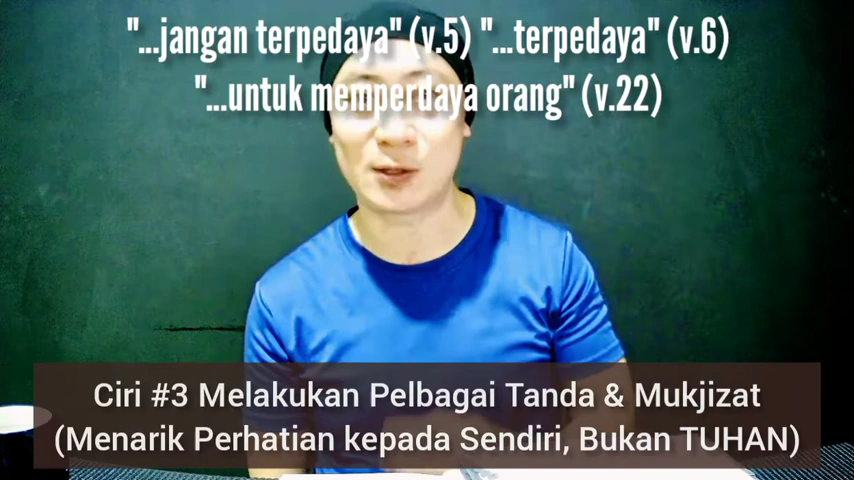 "...jangan terpedaya" (v.5) "...terpedaya" (v.6)
"...untuk memperdaya orang" (v.22)
Ciri #3 Melakukan Pelbagai Tanda & Mukjizat
(Menarik Perhatian kepada Sendiri, Bukan TUHAN)